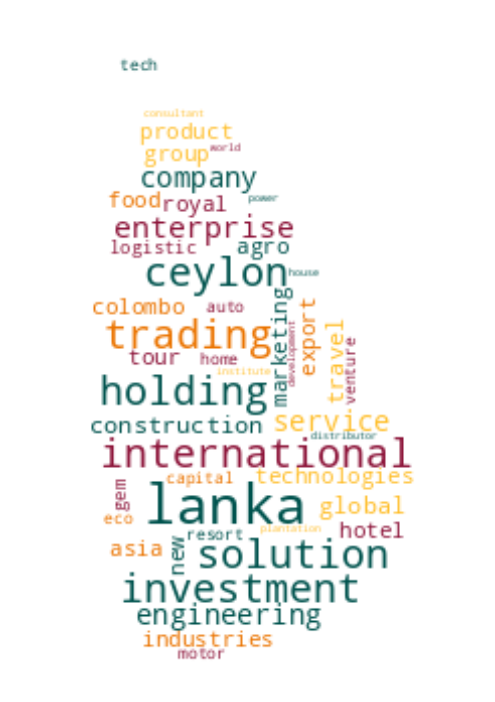 tech
consultant
product
group world
company
food royal power
enterprise
logistic agro
ceylon house
colombo auto marketing export
trading development travel venture
tour home
institute
holding
construction service
distributor
international
capital technologies
gem lanka global
eco
resort plantation hotel
asia new solution
investment
engineering
industries
motor